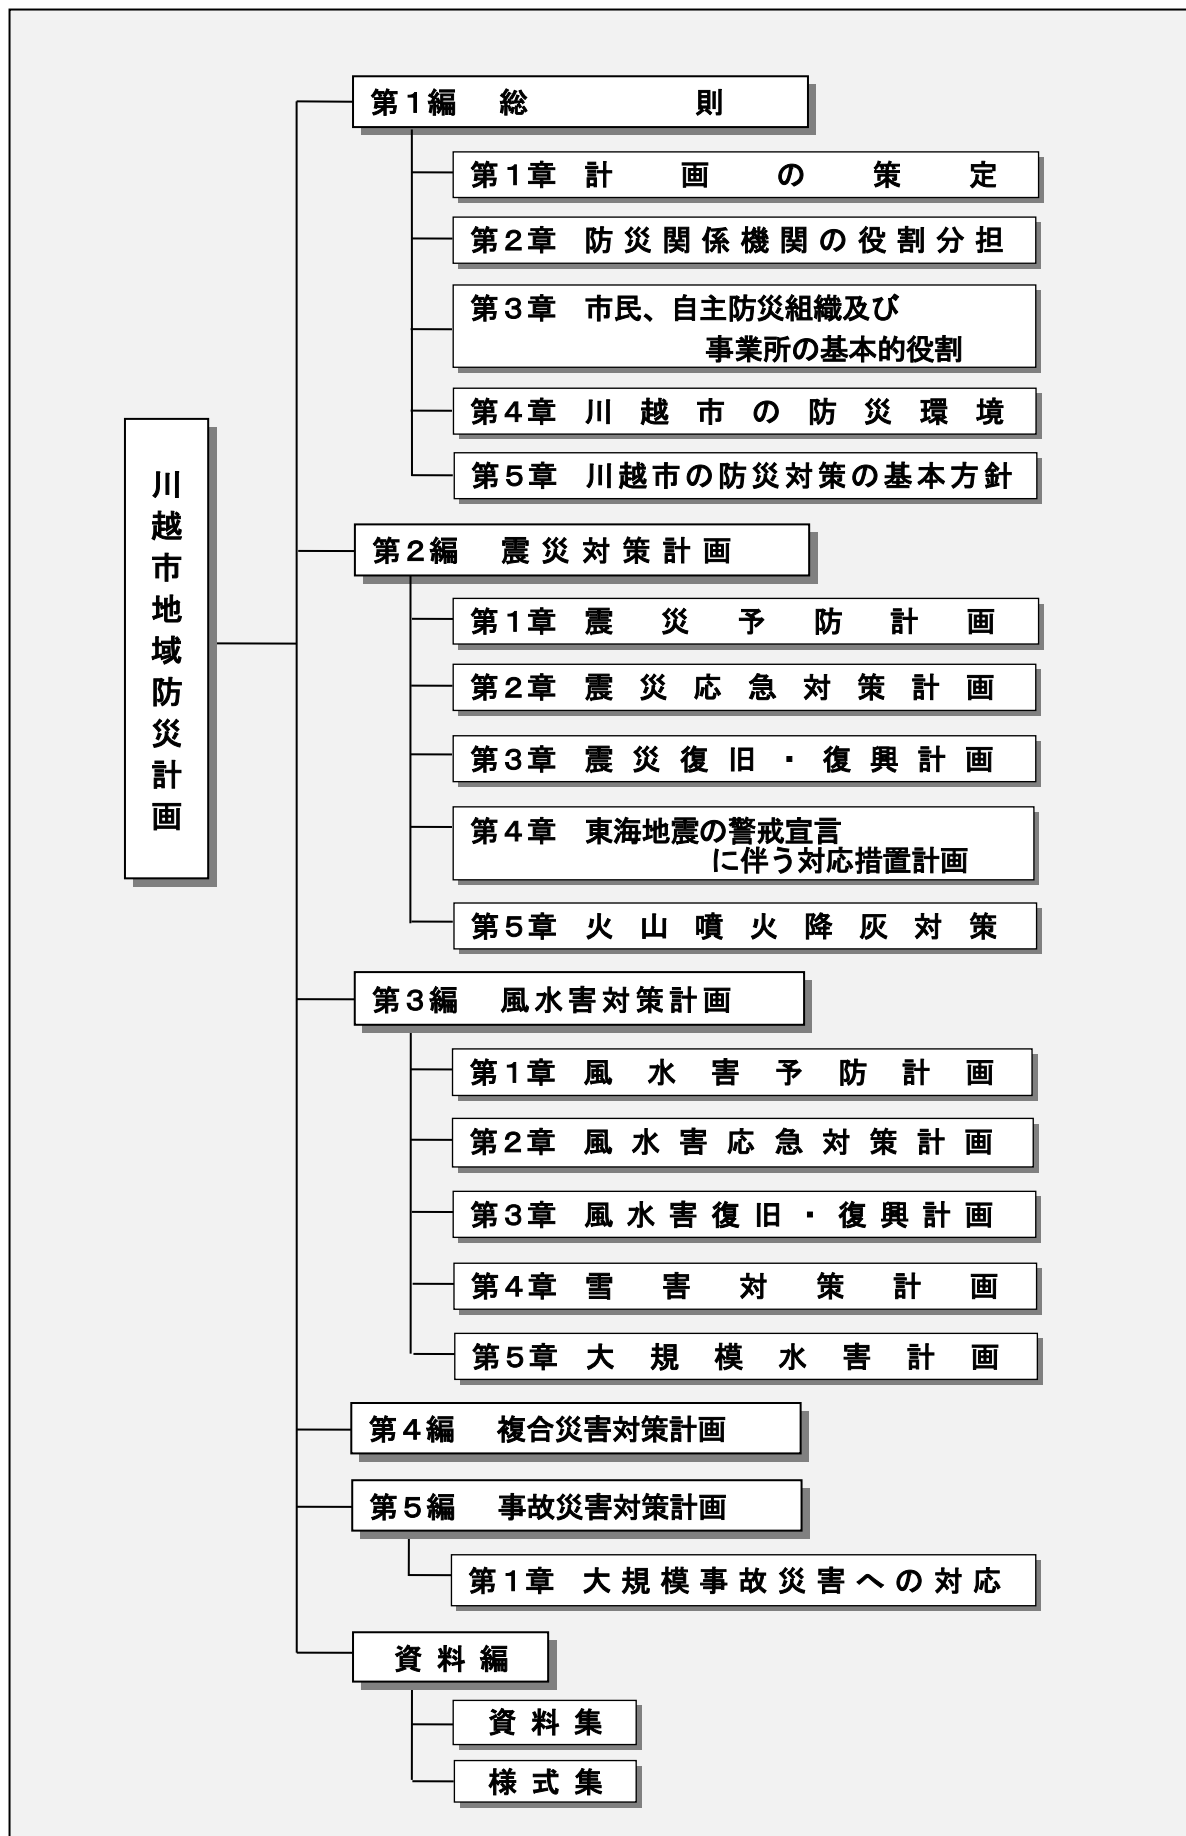 川越市地域防災計画
第1編 総則
第1章 計画の策定
第2章 防災関係機関の役割分担
第3章 市民、自主防災組織及び
事業所の基本的役割
第4章 川越市の防災環境
第5章 川越市の防災対策の基本方針
第2編 震災対策計画
第1章 震災予防計画
第2章 震災応急対策計画
第3章 震災復旧・復興計画
第4章 東海地震の警戒宣言
に伴う対応措置計画
第5章 火山噴火降灰対策
第3編 風水害対策計画
第1章 風水害予防計画
第2章 風水害応急対策計画
第3章 風水害復旧・復興計画
第4章 雪害対策計画
第5章 大規模水害計画
第4編 複合災害対策計画
第5編 事故災害対策計画
第1章 大規模事故災害への対応
資料編
資料集
様式集